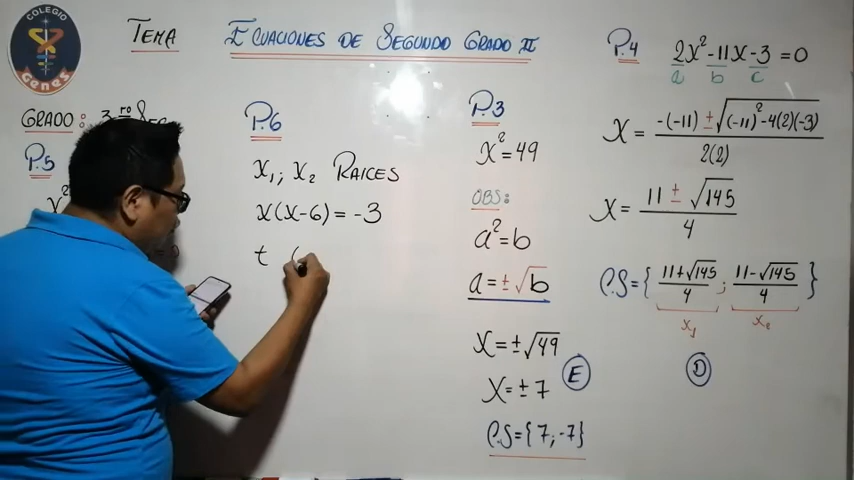 COLEGIO
Genes
TEMA
ECUACIONES DE SEGUNDO GRADO II
GRADO: 3
P.5
x²
P.6
x₁; x₂ RAICES
x(x-6) = -3
t (
P.3
x² = 49
OBS:
a² = b
a = ± √b
x = ± √49
x = ± 7
E
C.S = {7; -7}
P.4
2x² - 11x - 3 = 0
a b c
x = (-(-11) ± √((-11)² - 4(2)(-3))) / 2(2)
x = (11 ± √145) / 4
C.S = { (11+√145)/4 ; (11-√145)/4 }
x₁ x₂
D